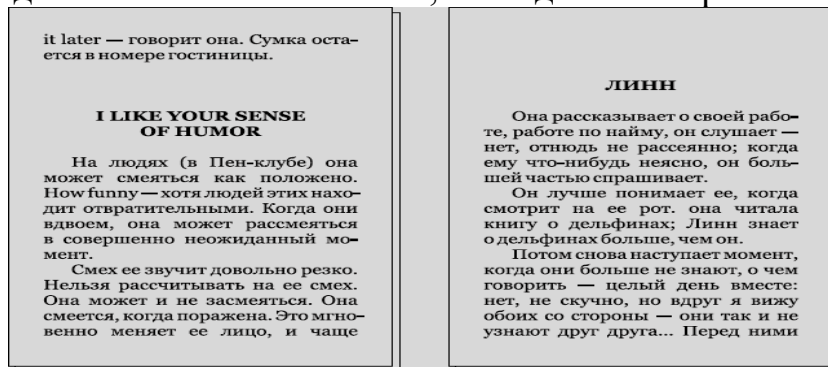 it later — говорит она. Сумка оста-
ется в номере гостиницы.
I LIKE YOUR SENSE
OF HUMOR
На людях (в Пен-клубе) она
может смеяться как положено.
How funny — хотя людей этих нахо-
дит отвратительными. Когда они
вдвоем, она может рассмеяться
в совершенно неожиданный мо-
мент.
Смех ее звучит довольно резко.
Нельзя рассчитывать на ее смех.
Она может и не засмеяться. Она
смеется, когда поражена. Это мгно-
венно меняет ее лицо, и чаще
ЛИНН
Она рассказывает о своей рабо-
те, работе по найму, он слушает —
нет, отнюдь не рассеянно; когда
ему что-нибудь неясно, он боль-
шей частью спрашивает.
Он лучше понимает ее, когда
смотрит на ее рот. она читала
книгу о дельфинах; Линн знает
о дельфинах больше, чем он.
Потом снова наступает момент,
когда они больше не знают, о чем
говорить — целый день вместе:
нет, не скучно, но вдруг я вижу
обоих со стороны — они так и не
узнают друг друга... Перед ними